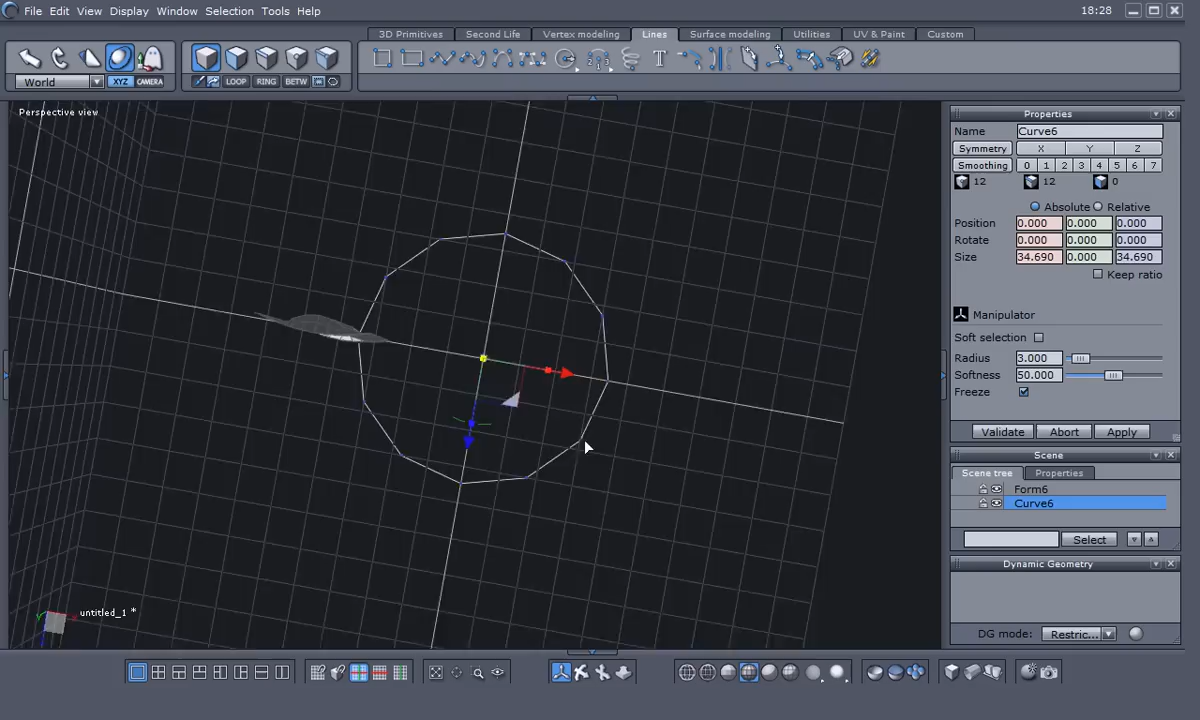 File Edit Display Window Selection Tools Help
18:28
3D Primitives Second Life Vertex modeling Lines Surface modeling Utilities UV & Paint Custom
World XYZ CAMERA
LOOP RING BETW
T
Perspective view
Properties
Name Curve6
Symmetry X Y Z
Smoothing 0 1 2 3 4 5 6 7
12 12 0
Absolute Relative
Position 0.000 0.000 0.000
Rotate 0.000 0.000 0.000
Size 34.690 0.000 34.690
Keep ratio
Manipulator
Soft selection
Radius 3.000
Softness 50.000
Freeze
Validate Abort Apply
Scene
Scene tree Properties
Form6
Curve6
Select
Dynamic Geometry
untitled_1 *
DG mode: Restric...